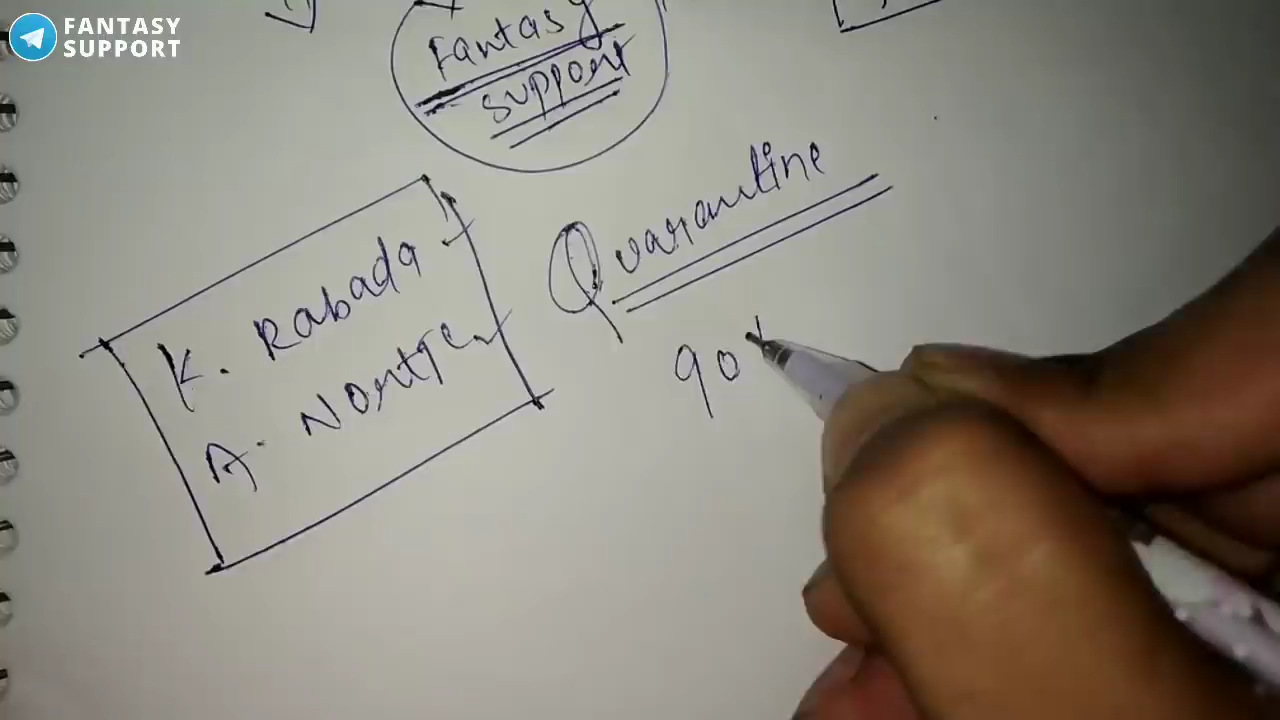 FANTASY
SUPPORT
Fantasy
support
Quarantine
K. Rabada
A. Nortje
90